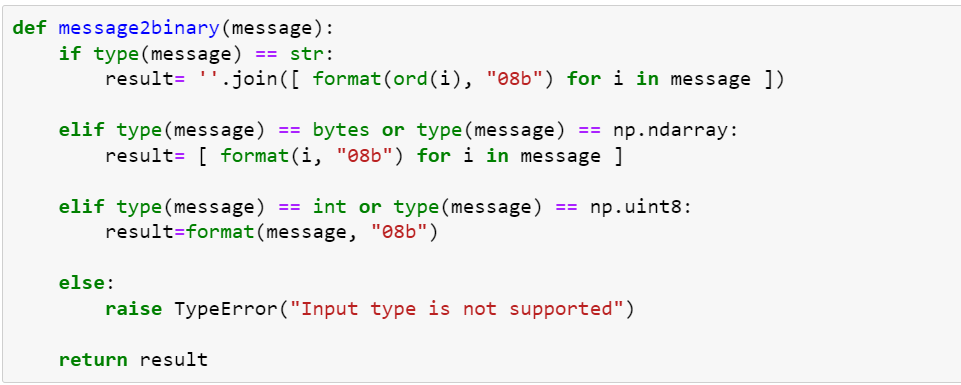 def message2binary(message):
    if type(message) == str:
        result= ''.join([ format(ord(i), "08b") for i in message ])
    elif type(message) == bytes or type(message) == np.ndarray:
        result= [ format(i, "08b") for i in message ]
    elif type(message) == int or type(message) == np.uint8:
        result=format(message, "08b")
    else:
        raise TypeError("Input type is not supported")
    return result